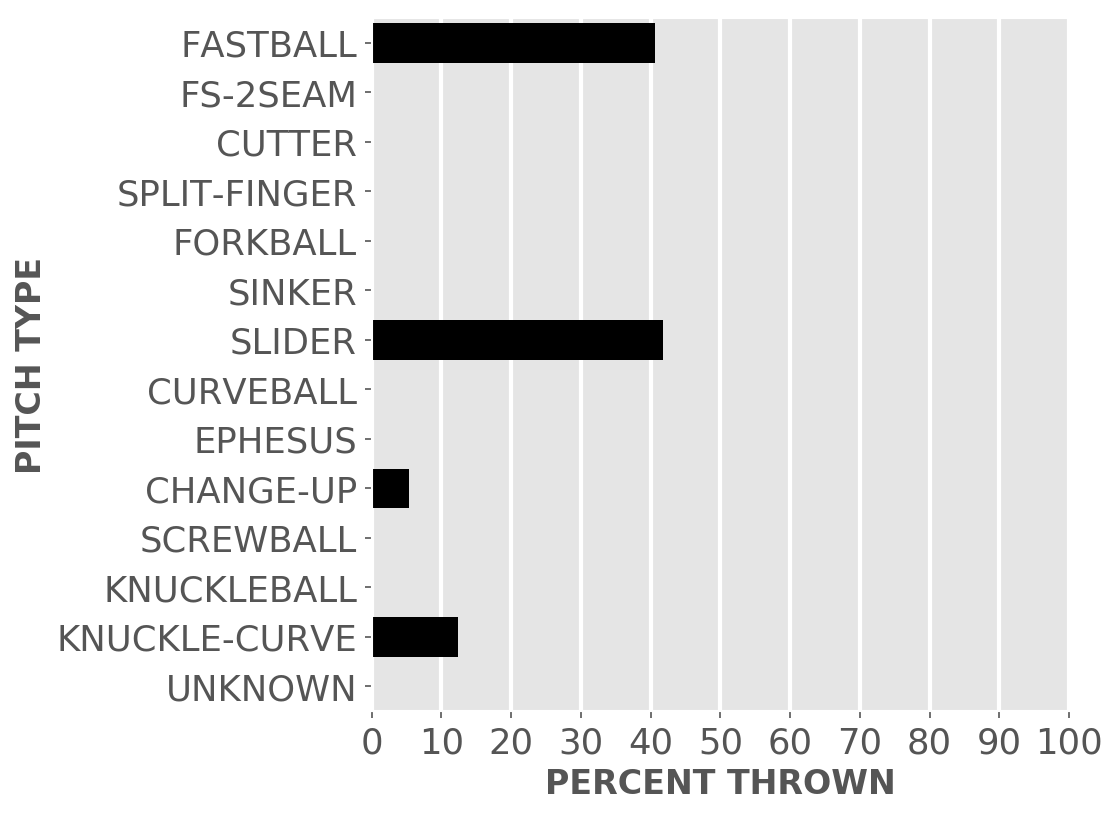 FASTBALL
FS-2SEAM
CUTTER
SPLIT-FINGER
FORKBALL
SINKER
SLIDER
CURVEBALL
EPHESUS
CHANGE-UP
SCREWBALL
KNUCKLEBALL
KNUCKLE-CURVE
UNKNOWN
PITCH TYPE
0 10 20 30 40 50 60 70 80 90 100
PERCENT THROWN